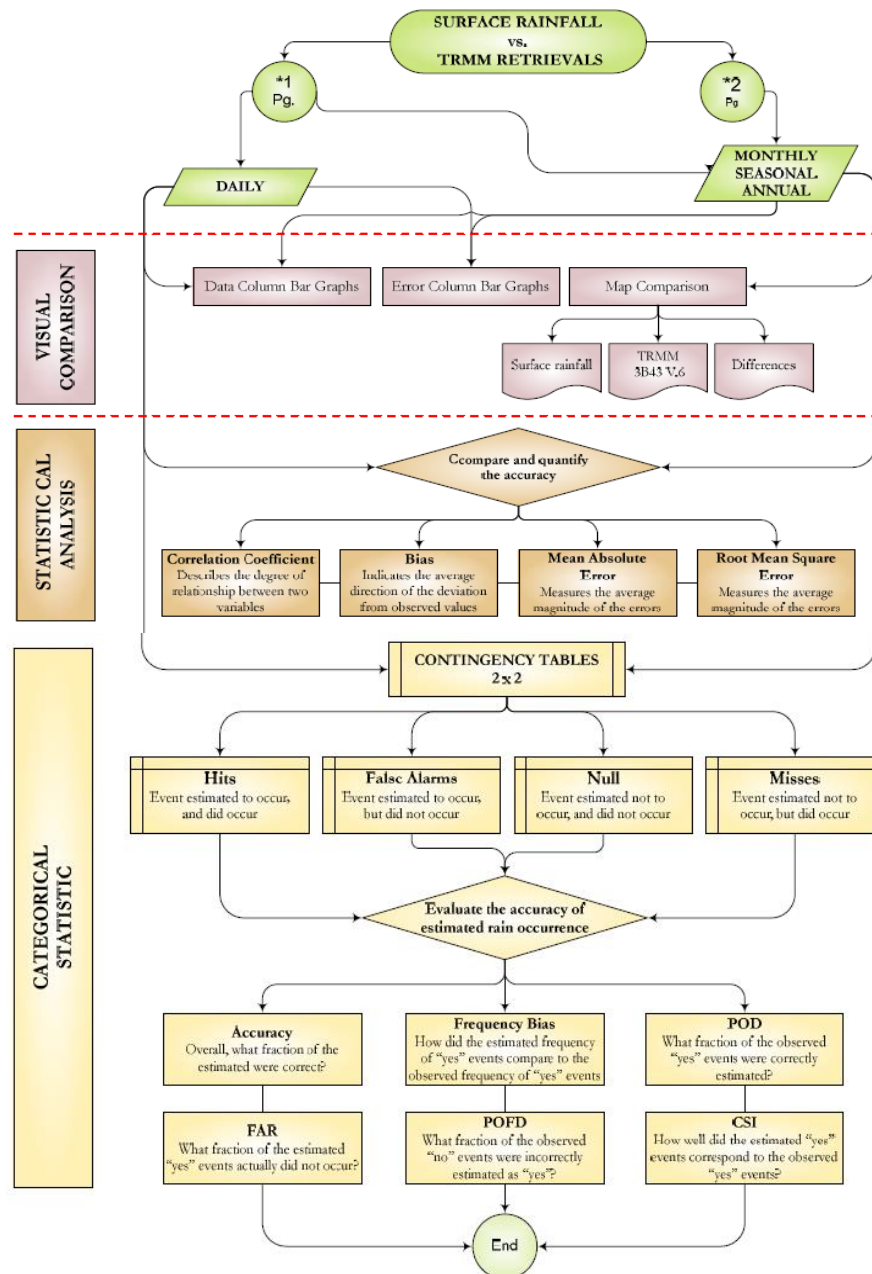 SURFACE RAINFALL
vs.
TRMM RETRIEVALS
*1
Pg.
*2
Pg
DAILY
MONTHLY
SEASONAL
ANNUAL
VISUAL
COMPARISON
Data Column Bar Graphs
Error Column Bar Graphs
Map Comparison
Surface rainfall
TRMM
3B43 V.6
Differences
STATISTIC CAL
ANALYSIS
Ccompare and quantify
the accuracy
Correlation Coefficient
Describes the degree of
relationship between two
variables
Bias
Indicates the average
direction of the deviation
from observed values
Mean Absolute
Error
Measures the average
magnitude of the errors
Root Mean Square
Error
Measures the average
magnitude of the errors
CATEGORICAL
STATISTIC
CONTINGENCY TABLES
2 x 2
Hits
Event estimated to occur,
and did occur
False Alarms
Event estimated to occur,
but did not occur
Null
Event estimated not to
occur, and did not occur
Misses
Event estimated not to
occur, but did occur
Evaluate the accuracy of
estimated rain occurrence
Accuracy
Overall, what fraction of the
estimated were correct?
Frequency Bias
How did the estimated frequency
of "yes" events compare to the
observed frequency of "yes" events
POD
What fraction of the observed
"yes" events were correctly
estimated?
FAR
What fraction of the estimated
"yes" events actually did not occur?
POFD
What fraction of the observed
"no" events were incorrectly
estimated as "yes"?
CSI
How well did the estimated "yes"
events correspond to the observed
"yes" events?
End